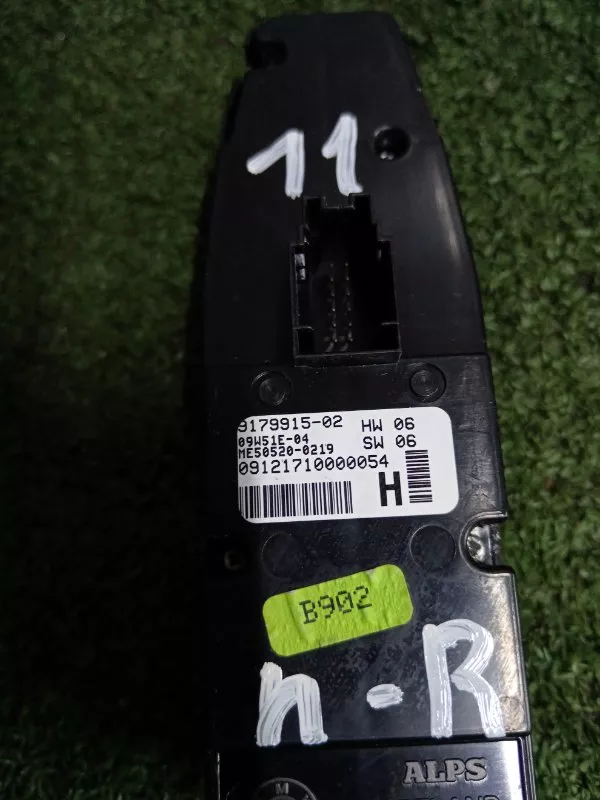 11
9179915-02 HW 06
09W51E-04 SW 06
ME50520-0219
09121710000054
H
B902
n-R
M
ALPS